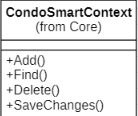 CondoSmartContext
(from Core)
+Add()
+Find()
+Delete()
+SaveChanges()